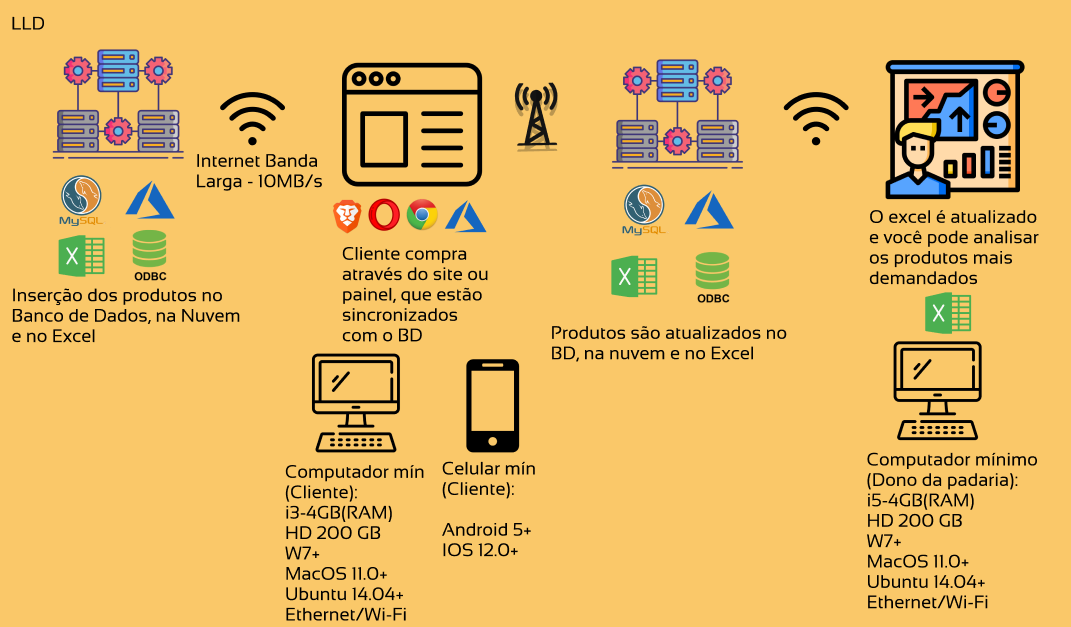 LLD
Internet Banda
Larga - 10MB/s
MySQL
X
ODBC
Inserção dos produtos no
Banco de Dados, na Nuvem
e no Excel
Cliente compra
através do site ou
painel, que estão
sincronizados
com o BD
Computador mín
(Cliente):
i3-4GB(RAM)
HD 200 GB
W7+
MacOS 11.0+
Ubuntu 14.04+
Ethernet/Wi-Fi
Celular mín
(Cliente):
Android 5+
IOS 12.0+
MySQL
X
ODBC
Produtos são atualizados no
BD, na nuvem e no Excel
O excel é atualizado
e você pode analisar
os produtos mais
demandados
X
Computador mínimo
(Dono da padaria):
i5-4GB(RAM)
HD 200 GB
W7+
MacOS 11.0+
Ubuntu 14.04+
Ethernet/Wi-Fi